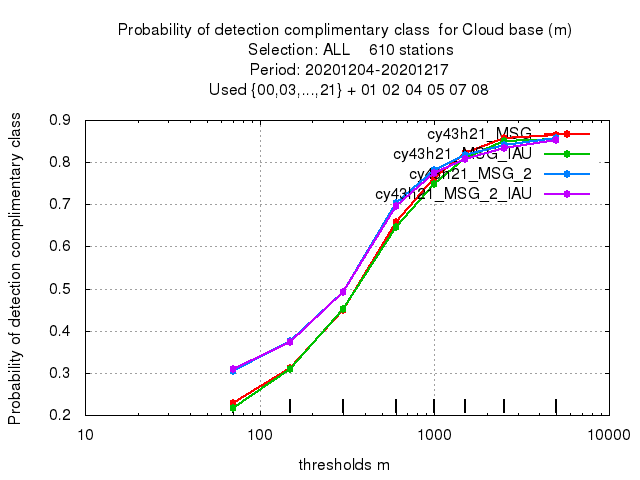 Probability of detection complimentary class  for Cloud base (m)
Selection: ALL    610 stations
Period: 20201204-20201217
Used {00,03,...,21} + 01 02 04 05 07 08
Probability of detection complimentary class
0.9
0.8
0.7
0.6
0.5
0.4
0.3
0.2
cy43h21_MSG
cy43h21_MSG_IAU
cy43h21_MSG_2
cy43h21_MSG_2_IAU
10 100 1000 10000
thresholds m